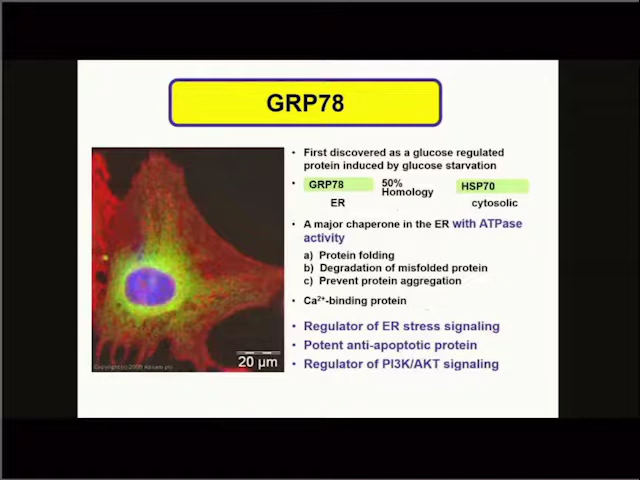 GRP78
• First discovered as a glucose regulated
protein induced by glucose starvation
• GRP78 50% Homology HSP70
ER cytosolic
• A major chaperone in the ER with ATPase
activity
a) Protein folding
b) Degradation of misfolded protein
c) Prevent protein aggregation
• Ca²⁺-binding protein
• Regulator of ER stress signaling
• Potent anti-apoptotic protein
• Regulator of PI3K/AKT signaling
20 µm